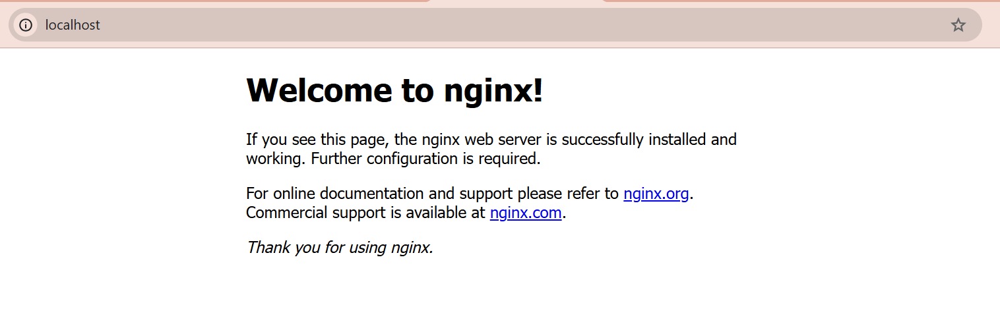 localhost
Welcome to nginx!
If you see this page, the nginx web server is successfully installed and
working. Further configuration is required.
For online documentation and support please refer to nginx.org.
Commercial support is available at nginx.com.
Thank you for using nginx.